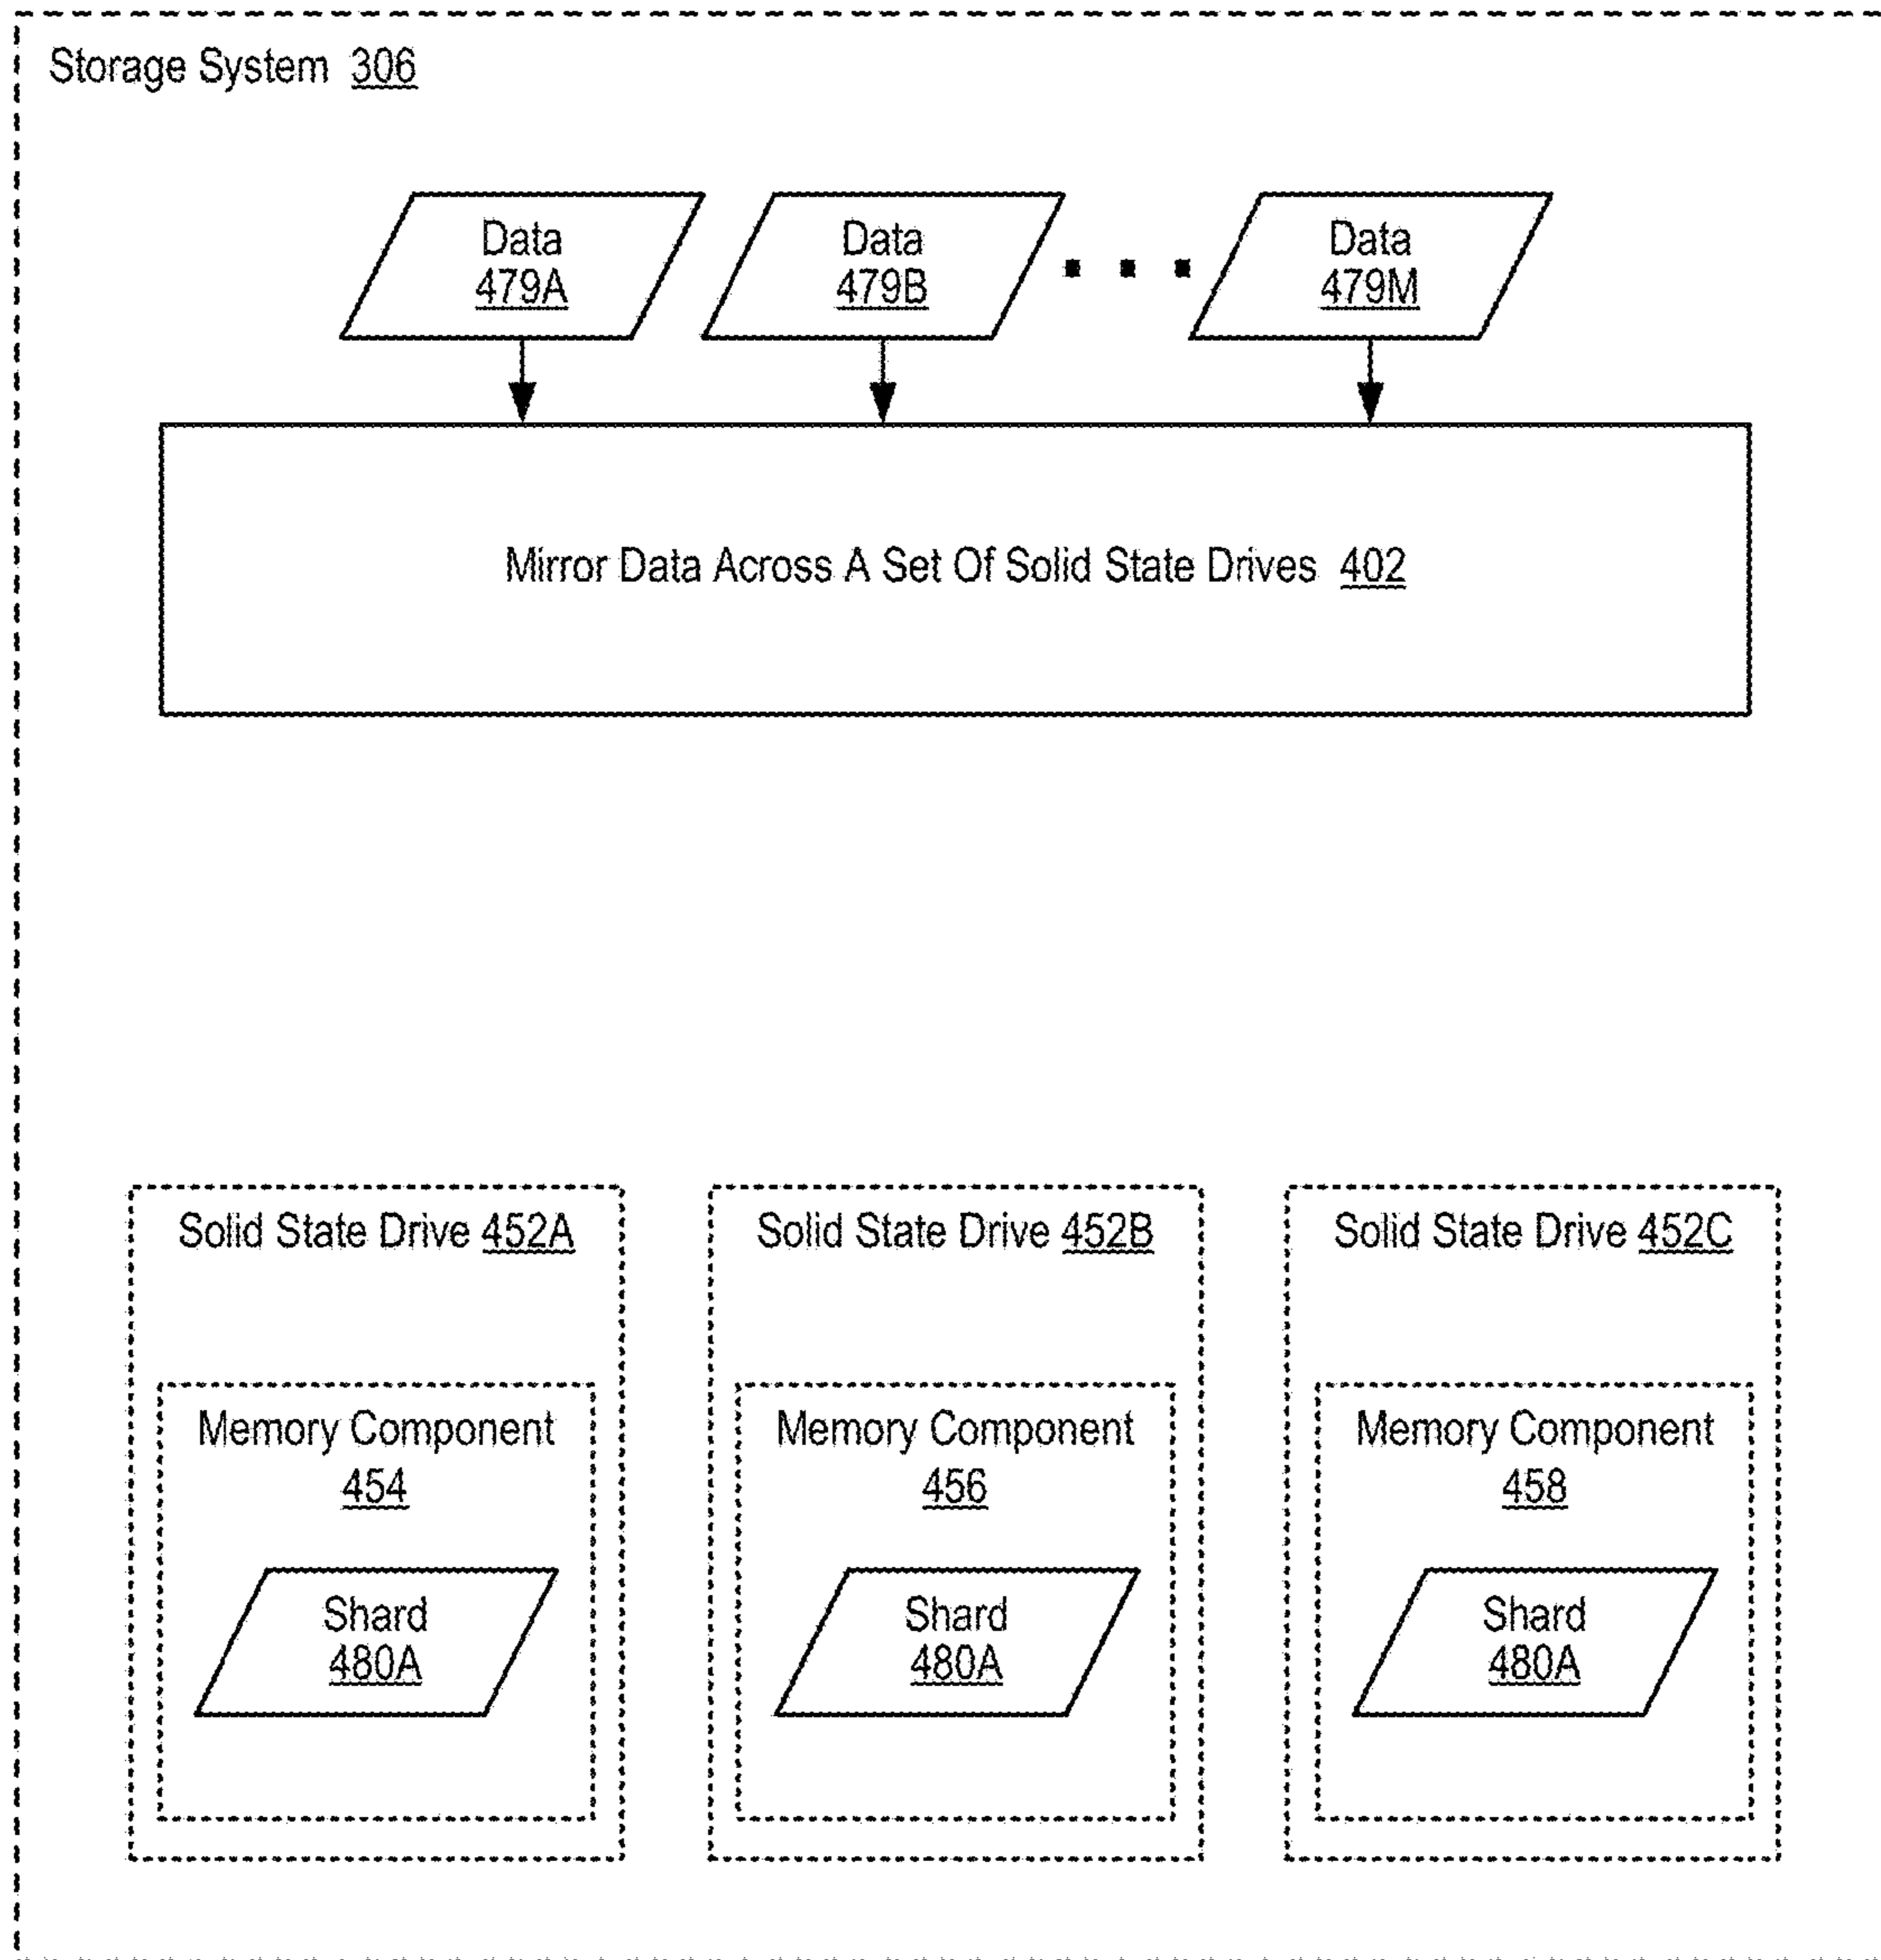 Storage System 306
Data
479A
Data
479B
Data
479M
Mirror Data Across A Set Of Solid State Drives 402
Solid State Drive 452A
Memory Component
454
Shard
480A
Solid State Drive 452B
Memory Component
456
Shard
480A
Solid State Drive 452C
Memory Component
458
Shard
480A